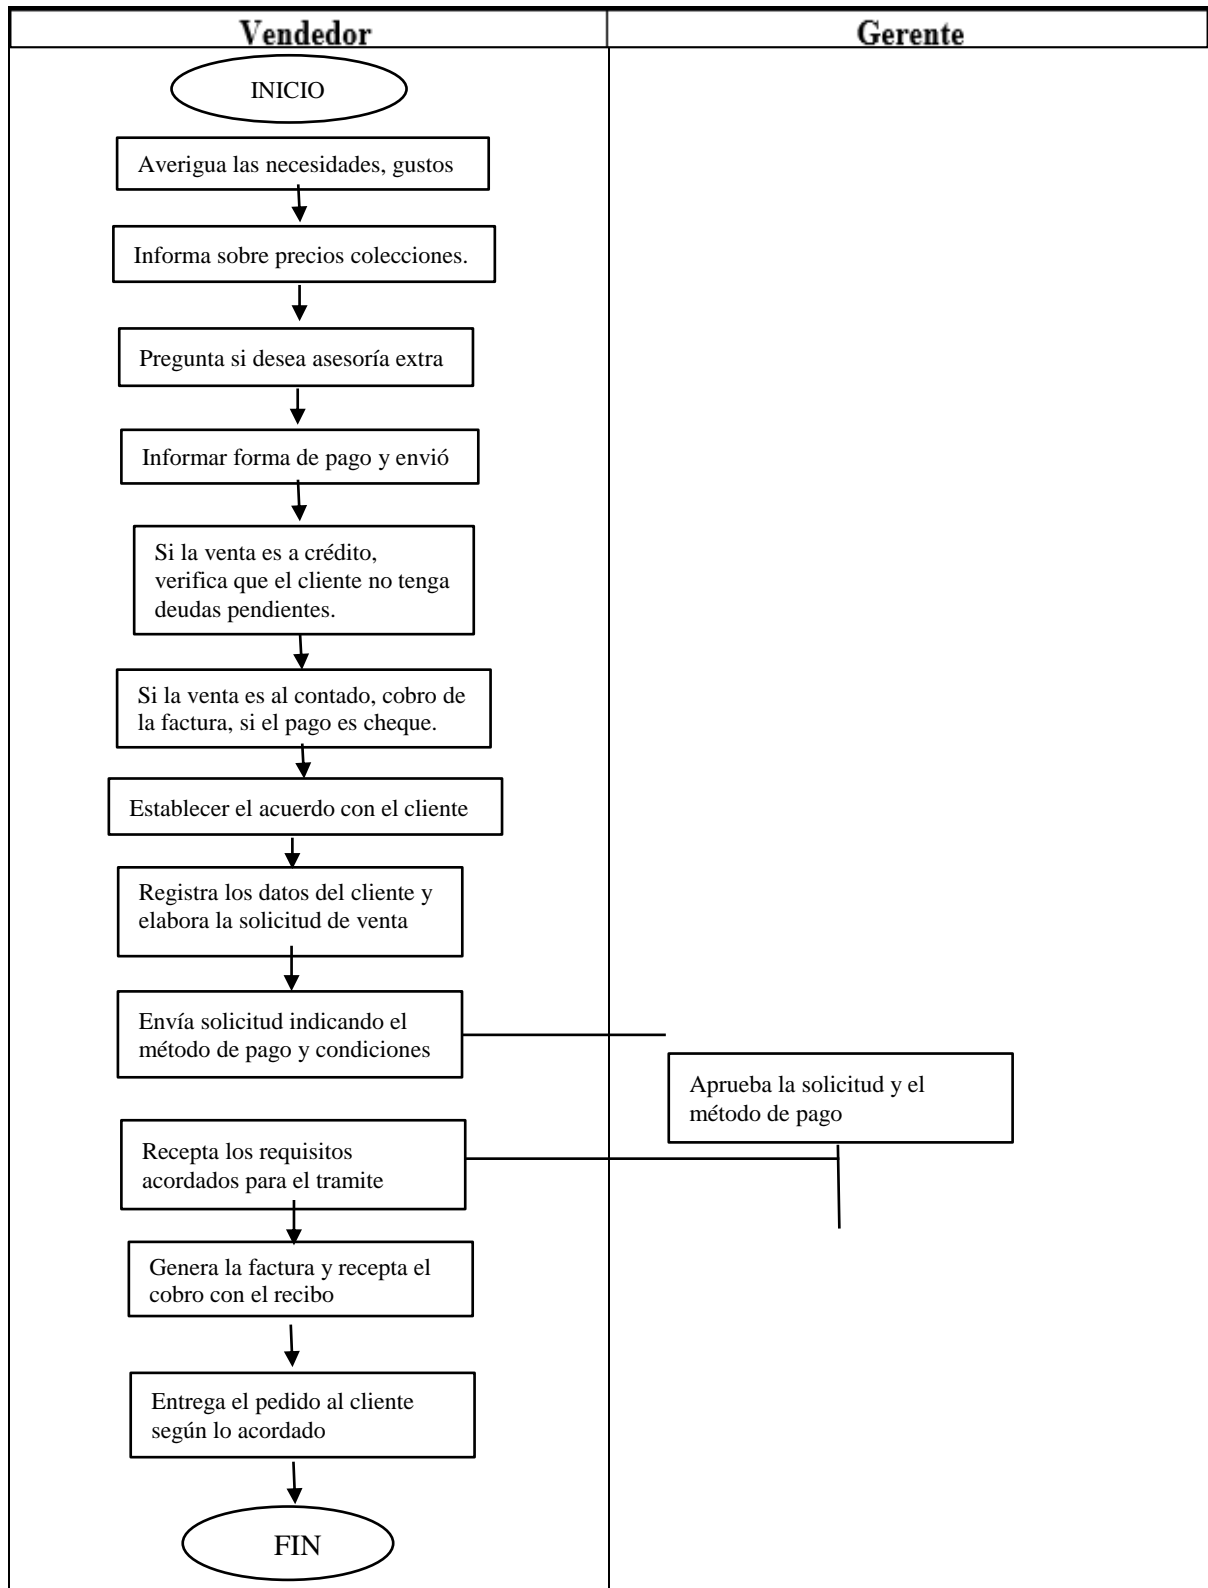 Vendedor
Gerente
INICIO
Averigua las necesidades, gustos
Informa sobre precios colecciones.
Pregunta si desea asesoría extra
Informar forma de pago y envió
Si la venta es a crédito,
verifica que el cliente no tenga
deudas pendientes.
Si la venta es al contado, cobro de
la factura, si el pago es cheque.
Establecer el acuerdo con el cliente
Registra los datos del cliente y
elabora la solicitud de venta
Envía solicitud indicando el
método de pago y condiciones
Aprueba la solicitud y el
método de pago
Recepta los requisitos
acordados para el tramite
Genera la factura y recepta el
cobro con el recibo
Entrega el pedido al cliente
según lo acordado
FIN